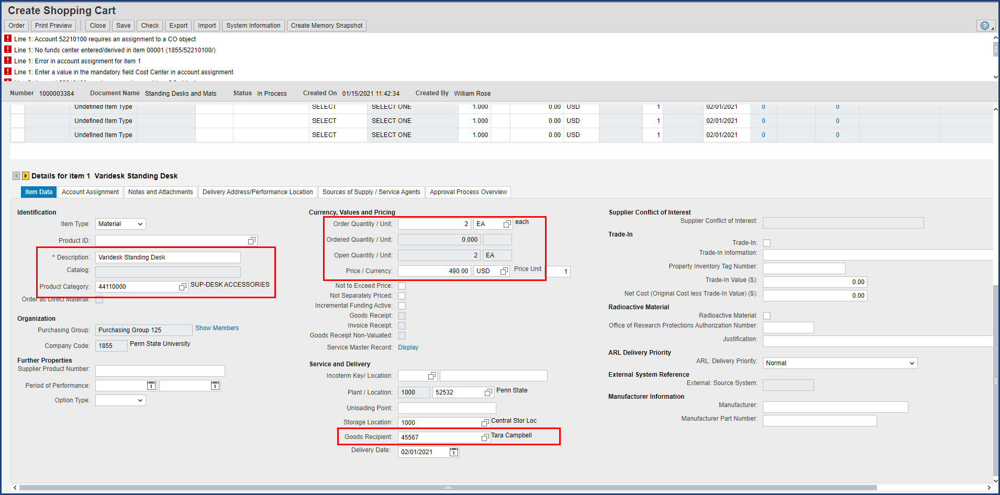 Create Shopping Cart
Order Print Preview Close Save Check Export Import System Information Create Memory Snapshot
Line 1: Account 52210100 requires an assignment to a CO object
Line 1: No funds center entered/derived in item 00001 (1855/52210100/)
Line 1: Error in account assignment for item 1
Line 1: Enter a value in the mandatory field Cost Center in account assignment
Number 1000003384 Document Name Standing Desks and Mats Status In Process Created On 01/15/2021 11:42:34 Created By William Rose
Undefined Item Type SELECT SELECT ONE 1.000 0.00 USD 1 02/01/2021 0 0
Undefined Item Type SELECT SELECT ONE 1.000 0.00 USD 1 02/01/2021 0 0
Undefined Item Type SELECT SELECT ONE 1.000 0.00 USD 1 02/01/2021 0 0
Details for item 1 Varidesk Standing Desk
Item Data Account Assignment Notes and Attachments Delivery Address/Performance Location Sources of Supply / Service Agents Approval Process Overview
Identification
Item Type: Material
Product ID:
* Description: Varidesk Standing Desk
Catalog:
Product Category: 44110000 SUP-DESK ACCESSORIES
Order as Direct Material:
Organization
Purchasing Group: Purchasing Group 125 Show Members
Company Code: 1855 Penn State University
Further Properties
Supplier Product Number:
Period of Performance:
Option Type:
Currency, Values and Pricing
Order Quantity / Unit: 2 EA each
Ordered Quantity / Unit: 0.000
Open Quantity / Unit: 2 EA
Price / Currency: 490.00 USD Price Unit 1
Not to Exceed Price:
Not Separately Priced:
Incremental Funding Active:
Goods Receipt:
Invoice Receipt:
Goods Receipt Non-Valuated:
Service Master Record: Display
Service and Delivery
Incoterm Key/ Location:
Plant / Location: 1000 52532 Penn State
Unloading Point:
Storage Location: 1000 Central Stor Loc
Goods Recipient: 45567 Tara Campbell
Delivery Date: 02/01/2021
Supplier Conflict of Interest
Supplier Conflict of Interest:
Trade-In
Trade-In:
Trade-In Information:
Property Inventory Tag Number:
Trade-In Value ($): 0.00
Net Cost (Original Cost less Trade-In Value) ($): 0.00
Radioactive Material
Radioactive Material:
Office of Research Protections Authorization Number:
Justification:
ARL Delivery Priority
ARL: Delivery Priority: Normal
External System Reference
External: Source System:
Manufacturer Information
Manufacturer:
Manufacturer Part Number: